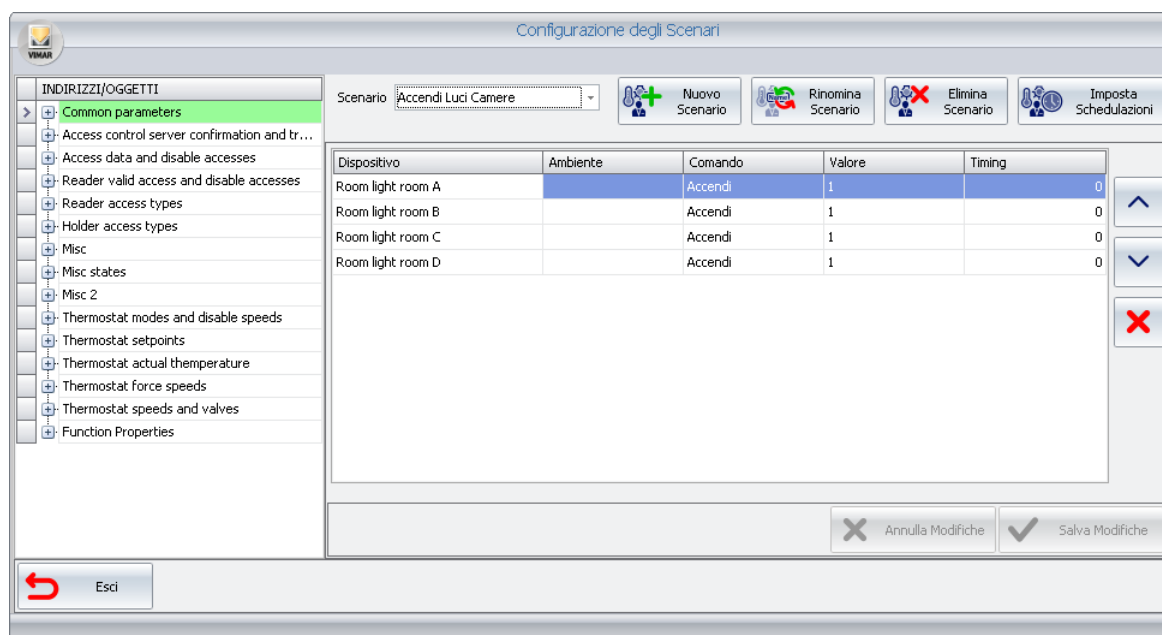 Configurazione degli Scenari
VIMAR
INDIRIZZI/OGGETTI
Common parameters
Access control server confirmation and tr...
Access data and disable accesses
Reader valid access and disable accesses
Reader access types
Holder access types
Misc
Misc states
Misc 2
Thermostat modes and disable speeds
Thermostat setpoints
Thermostat actual themperature
Thermostat force speeds
Thermostat speeds and valves
Function Properties
Scenario Accendi Luci Camere
Nuovo
Scenario
Rinomina
Scenario
Elimina
Scenario
Imposta
Schedulazioni
Dispositivo Ambiente Comando Valore Timing
Room light room A Accendi 1 0
Room light room B Accendi 1 0
Room light room C Accendi 1 0
Room light room D Accendi 1 0
Annulla Modifiche Salva Modifiche
Esci